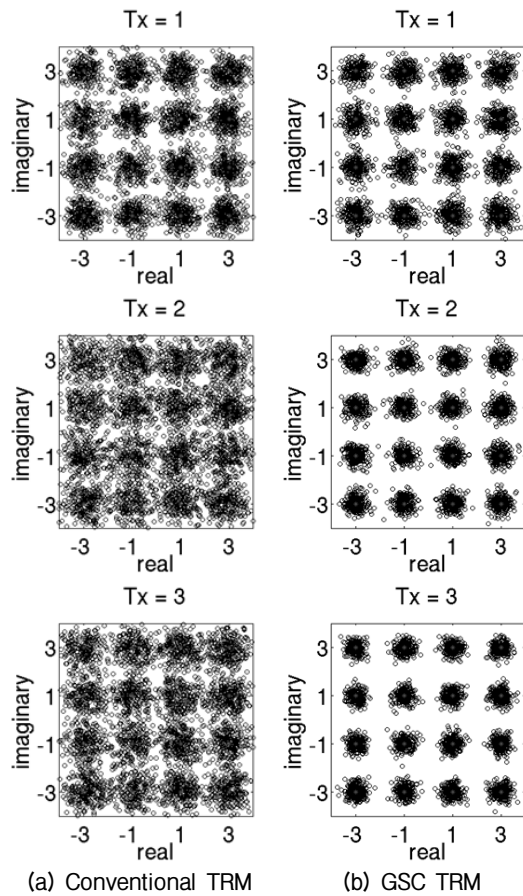 Tx = 1
Tx = 1
imaginary
3
1
-1
-3
-3 -1 1 3
real
imaginary
3
1
-1
-3
-3 -1 1 3
real
Tx = 2
Tx = 2
imaginary
3
1
-1
-3
-3 -1 1 3
real
imaginary
3
1
-1
-3
-3 -1 1 3
real
Tx = 3
Tx = 3
imaginary
3
1
-1
-3
-3 -1 1 3
real
imaginary
3
1
-1
-3
-3 -1 1 3
real
(a) Conventional TRM
(b) GSC TRM